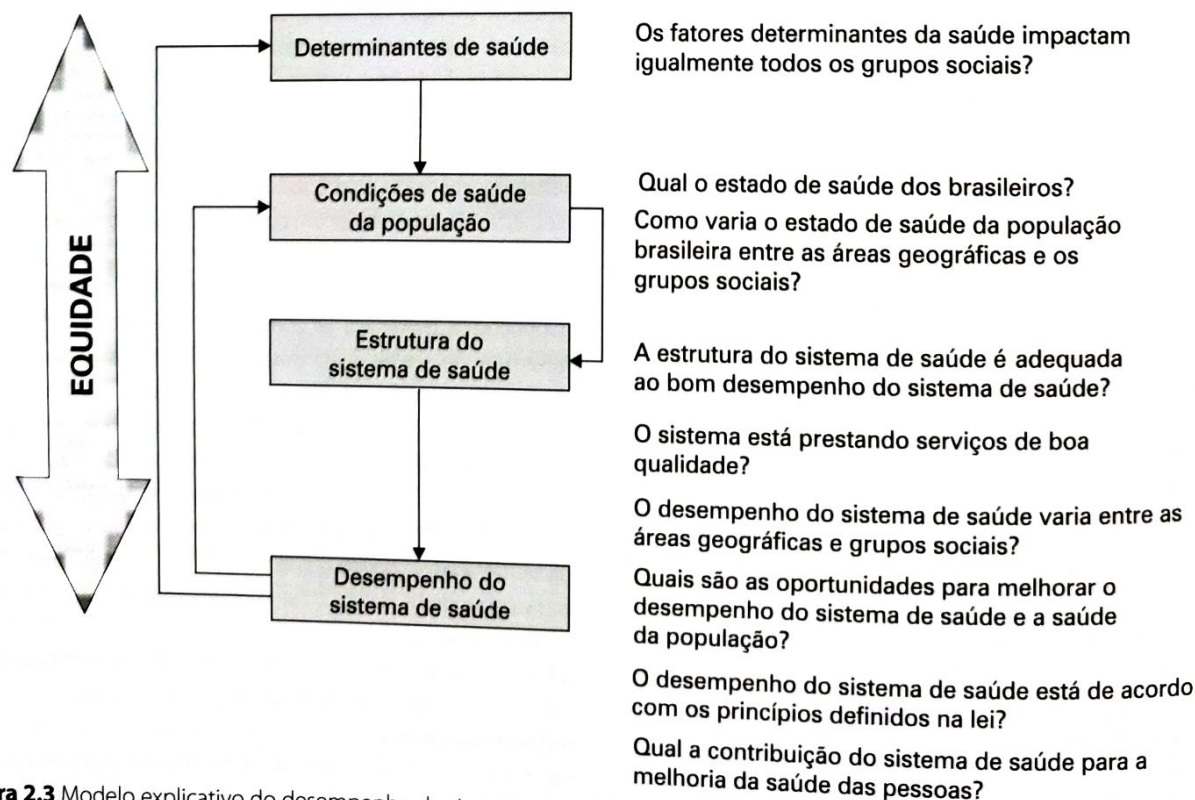 EQUIDADE
Determinantes de saúde
Os fatores determinantes da saúde impactam
igualmente todos os grupos sociais?
Condições de saúde
da população
Qual o estado de saúde dos brasileiros?
Como varia o estado de saúde da população
brasileira entre as áreas geográficas e os
grupos sociais?
Estrutura do
sistema de saúde
A estrutura do sistema de saúde é adequada
ao bom desempenho do sistema de saúde?
O sistema está prestando serviços de boa
qualidade?
O desempenho do sistema de saúde varia entre as
áreas geográficas e grupos sociais?
Desempenho do
sistema de saúde
Quais são as oportunidades para melhorar o
desempenho do sistema de saúde e a saúde
da população?
O desempenho do sistema de saúde está de acordo
com os princípios definidos na lei?
Qual a contribuição do sistema de saúde para a
melhoria da saúde das pessoas?
ra 2.3 Modelo explicativo do desempenho